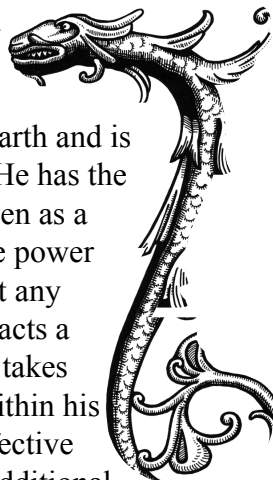 arth and is
He has the
en as a
e power
t any
acts a
takes
ithin his
fective
dditional